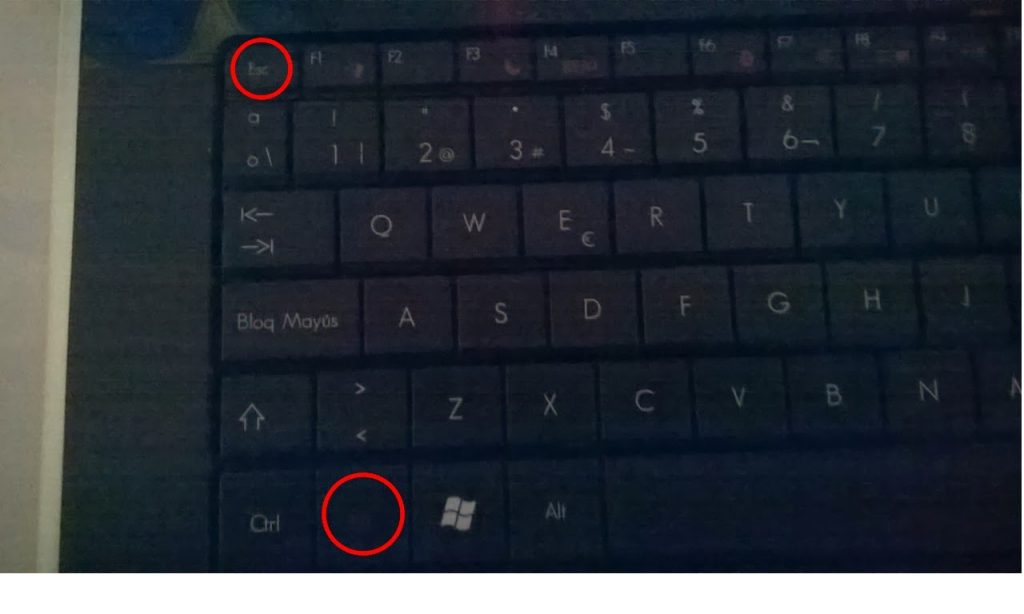 Esc F1 F2 F3 F4 F5 F6 F7 F8
a ! " · $ % & / (
o \ 1 | 2 @ 3 # 4 ~ 5 6 ¬ 7 8
Q W E € R T Y U
Bloq Mayús A S D F G H J
> Z X C V B N
<
Ctrl Alt